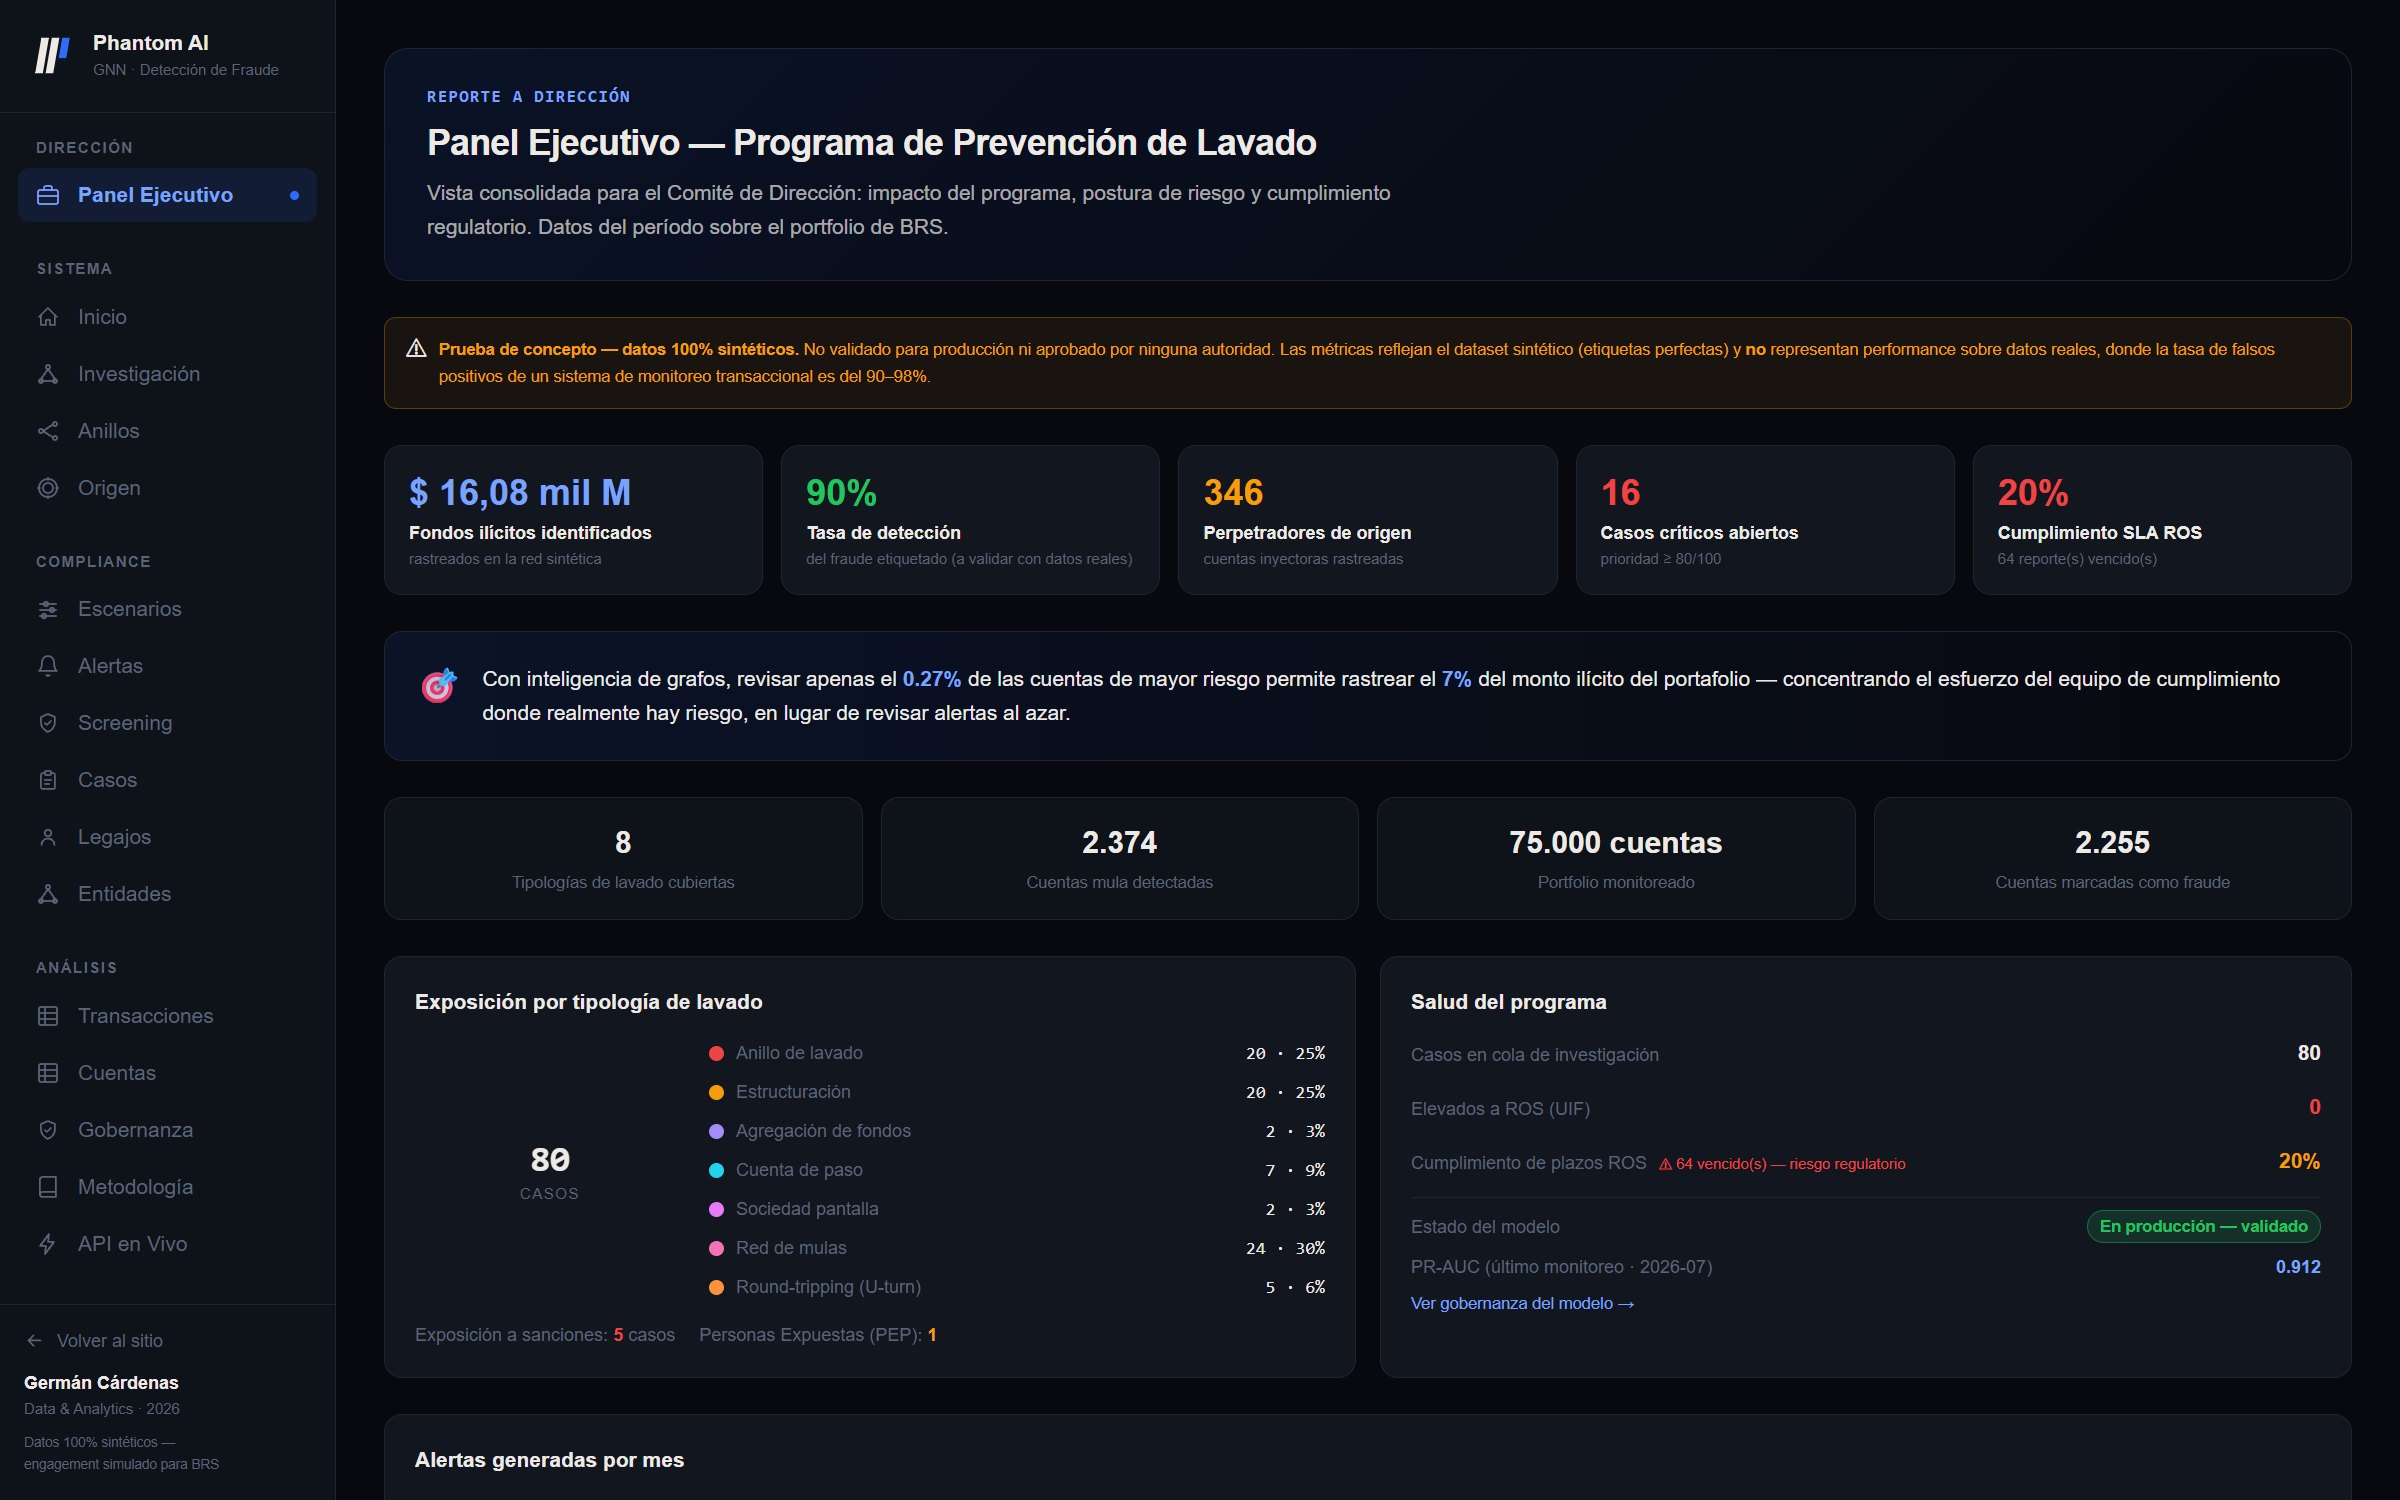 Phantom AI
GNN · Detección de Fraude
DIRECCIÓN
Panel Ejecutivo
SISTEMA
Inicio
Investigación
Anillos
Origen
COMPLIANCE
Escenarios
Alertas
Screening
Casos
Legajos
Entidades
ANÁLISIS
Transacciones
Cuentas
Gobernanza
Metodología
API en Vivo
← Volver al sitio
Germán Cárdenas
Data & Analytics · 2026
Datos 100% sintéticos —
engagement simulado para BRS
REPORTE A DIRECCIÓN
Panel Ejecutivo — Programa de Prevención de Lavado
Vista consolidada para el Comité de Dirección: impacto del programa, postura de riesgo y cumplimiento
regulatorio. Datos del período sobre el portfolio de BRS.
⚠ Prueba de concepto — datos 100% sintéticos. No validado para producción ni aprobado por ninguna autoridad. Las métricas reflejan el dataset sintético (etiquetas perfectas) y no representan performance sobre datos reales, donde la tasa de falsos
positivos de un sistema de monitoreo transaccional es del 90–98%.
$ 16,08 mil M
Fondos ilícitos identificados
rastreados en la red sintética
90%
Tasa de detección
del fraude etiquetado (a validar con datos reales)
346
Perpetradores de origen
cuentas inyectoras rastreadas
16
Casos críticos abiertos
prioridad ≥ 80/100
20%
Cumplimiento SLA ROS
64 reporte(s) vencido(s)
Con inteligencia de grafos, revisar apenas el 0.27% de las cuentas de mayor riesgo permite rastrear el 7% del monto ilícito del portafolio — concentrando el esfuerzo del equipo de cumplimiento
donde realmente hay riesgo, en lugar de revisar alertas al azar.
8
Tipologías de lavado cubiertas
2.374
Cuentas mula detectadas
75.000 cuentas
Portfolio monitoreado
2.255
Cuentas marcadas como fraude
Exposición por tipología de lavado
80
CASOS
Anillo de lavado 20 · 25%
Estructuración 20 · 25%
Agregación de fondos 2 · 3%
Cuenta de paso 7 · 9%
Sociedad pantalla 2 · 3%
Red de mulas 24 · 30%
Round-tripping (U-turn) 5 · 6%
Exposición a sanciones: 5 casos Personas Expuestas (PEP): 1
Salud del programa
Casos en cola de investigación 80
Elevados a ROS (UIF) 0
Cumplimiento de plazos ROS ⚠ 64 vencido(s) — riesgo regulatorio 20%
Estado del modelo En producción — validado
PR-AUC (último monitoreo · 2026-07) 0.912
Ver gobernanza del modelo →
Alertas generadas por mes